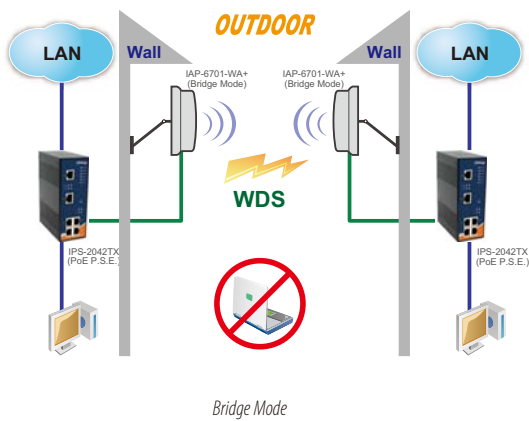 OUTDOOR
LAN
Wall
Wall
LAN
IAP-6701-WA+
(Bridge Mode)
IAP-6701-WA+
(Bridge Mode)
WDS
IPS-2042TX
(PoE P.S.E.)
IPS-2042TX
(PoE P.S.E.)
Bridge Mode